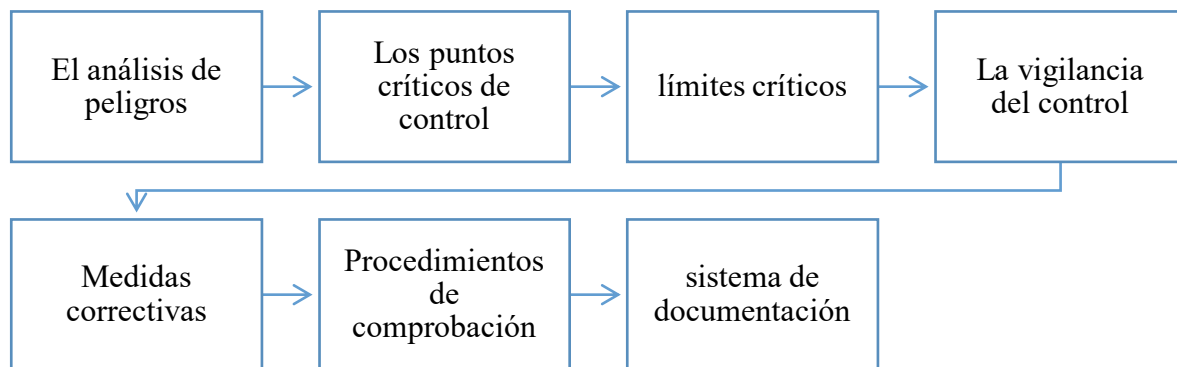 El análisis de
peligros
Los puntos
críticos de
control
límites críticos
La vigilancia
del control
Medidas
correctivas
Procedimientos
de
comprobación
sistema de
documentación